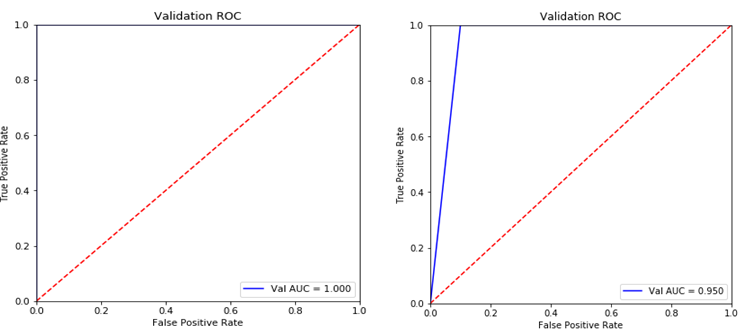 Validation ROC
1.0
0.8
0.6
0.4
0.2
0.0
True Positive Rate
Val AUC = 1.000
0.0 0.2 0.4 0.6 0.8 1.0
False Positive Rate
Validation ROC
1.0
0.8
0.6
0.4
0.2
0.0
True Positive Rate
Val AUC = 0.950
0.0 0.2 0.4 0.6 0.8 1.0
False Positive Rate